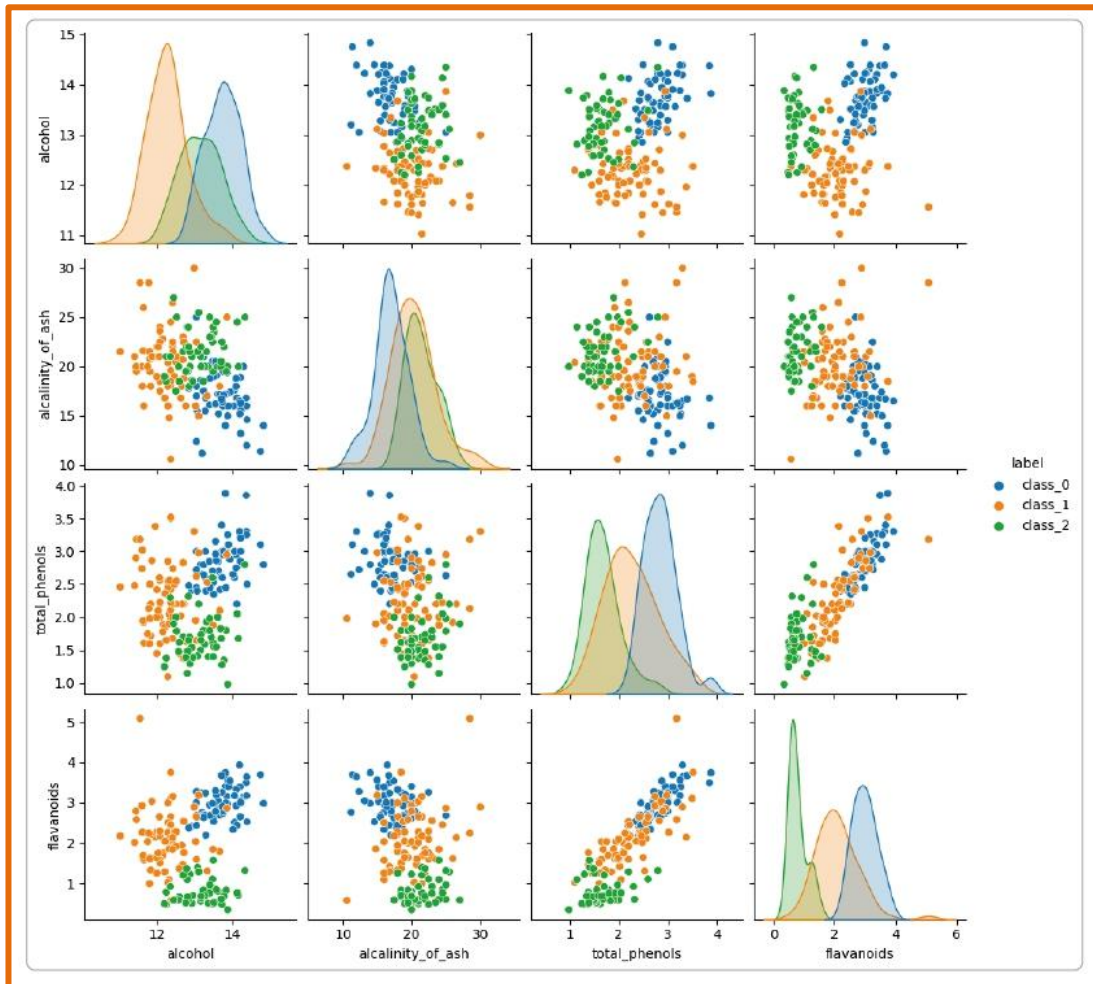 15
14
13
12
11
alcohol
30
25
20
15
10
alcalinity_of_ash
4.0
3.5
3.0
2.5
2.0
1.5
1.0
total_phenols
5
4
3
2
1
flavanoids
12 14
alcohol
10 20 30
alcalinity_of_ash
1 2 3 4
total_phenols
0 2 4 6
flavanoids
label
class_0
class_1
class_2